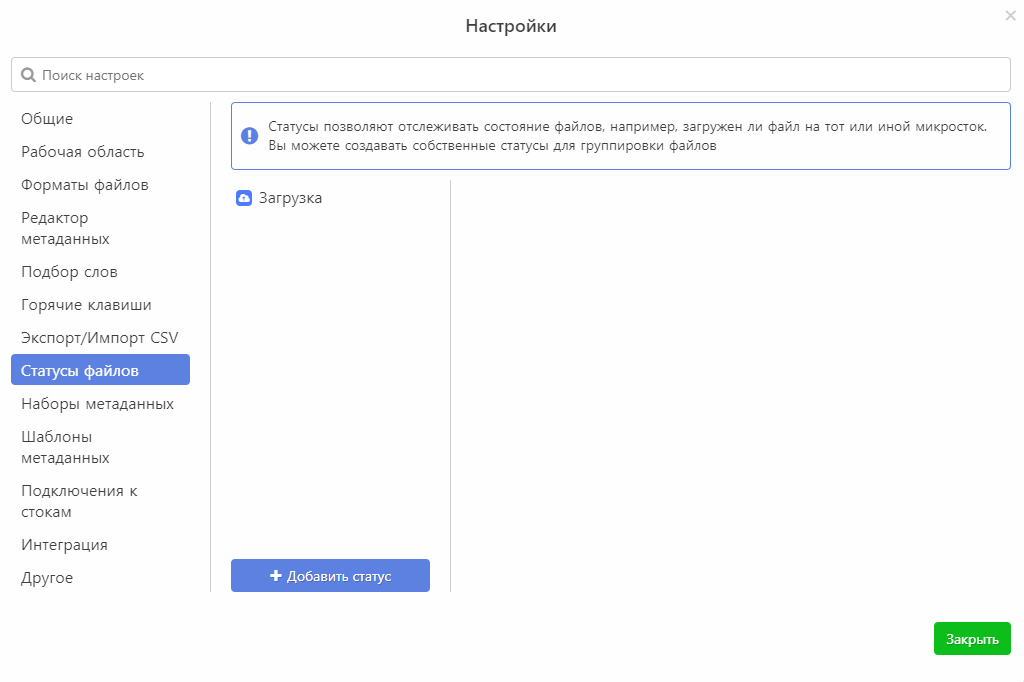 Настройки
Поиск настроек
Общие
Рабочая область
Форматы файлов
Редактор
метаданных
Подбор слов
Горячие клавиши
Экспорт/Импорт CSV
Статусы файлов
Наборы метаданных
Шаблоны
метаданных
Подключения к
стокам
Интеграция
Другое
Статусы позволяют отслеживать состояние файлов, например, загружен ли файл на тот или иной микросток.
Вы можете создавать собственные статусы для группировки файлов
Загрузка
Добавить статус
Закрыть